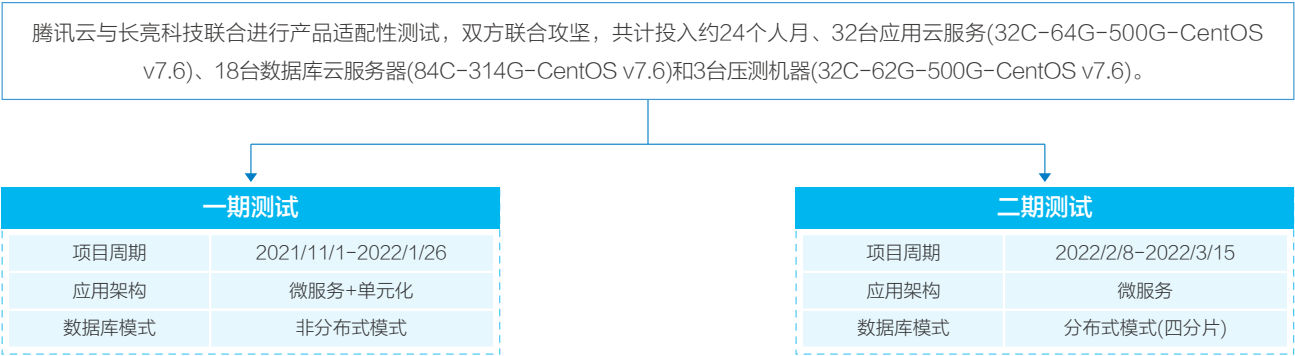 腾讯云与长亮科技联合进行产品适配性测试，双方联合攻坚，共计投入约24个人月、32台应用云服务(32C-64G-500G-CentOS
v7.6)、18台数据库云服务器(84C-314G-CentOS v7.6)和3台压测机器(32C-62G-500G-CentOS v7.6)。
一期测试
项目周期 2021/11/1-2022/1/26
应用架构 微服务+单元化
数据库模式 非分布式模式
二期测试
项目周期 2022/2/8-2022/3/15
应用架构 微服务
数据库模式 分布式模式(四分片)